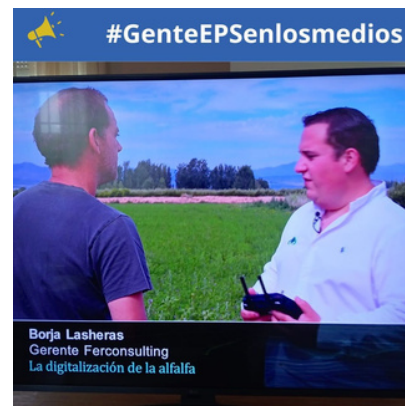 #GenteEPSenlosmedios
Borja Lasheras
Gerente Ferconsulting
La digitalización de la alfalfa